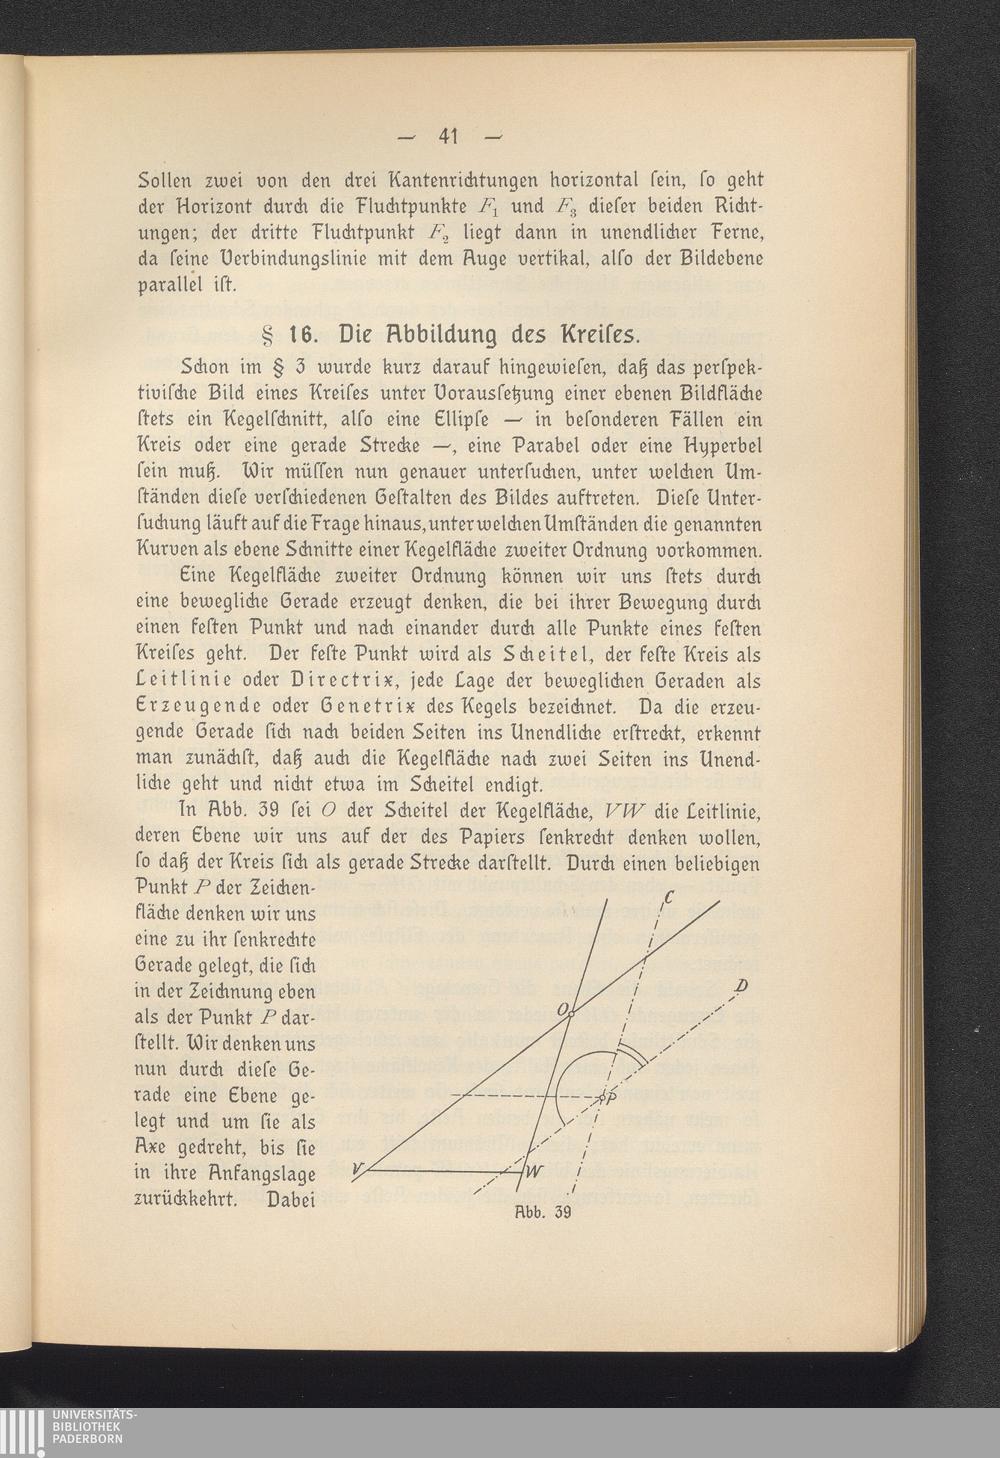 — 41 —
Sollen zwei von den drei Kantenrichtungen horizontal ſein, ſo geht
der Horizont durch die Fluchtpunkte F₁ und F₃ dieſer beiden Richt-
ungen; der dritte Fluchtpunkt F₂ liegt dann in unendlicher Ferne,
da ſeine Verbindungslinie mit dem Auge vertikal, alſo der Bildebene
parallel iſt.
§ 16. Die Abbildung des Kreiſes.
Schon im § 3 wurde kurz darauf hingewieſen, daß das perſpek-
tiviſche Bild eines Kreiſes unter Vorausſetzung einer ebenen Bildfläche
ſtets ein Kegelſchnitt, alſo eine Ellipſe — in beſonderen Fällen ein
Kreis oder eine gerade Strecke —, eine Parabel oder eine Hyperbel
ſein muß. Wir müſſen nun genauer unterſuchen, unter welchen Um-
ſtänden dieſe verſchiedenen Geſtalten des Bildes auftreten. Dieſe Unter-
ſuchung läuft auf die Frage hinaus, unter welchen Umſtänden die genannten
Kurven als ebene Schnitte einer Kegelfläche zweiter Ordnung vorkommen.
Eine Kegelfläche zweiter Ordnung können wir uns ſtets durch
eine bewegliche Gerade erzeugt denken, die bei ihrer Bewegung durch
einen feſten Punkt und nach einander durch alle Punkte eines feſten
Kreiſes geht. Der feſte Punkt wird als Scheitel, der feſte Kreis als
Leitlinie oder Directrix, jede Lage der beweglichen Geraden als
Erzeugende oder Genetrix des Kegels bezeichnet. Da die erzeu-
gende Gerade ſich nach beiden Seiten ins Unendliche erſtreckt, erkennt
man zunächſt, daß auch die Kegelfläche nach zwei Seiten ins Unend-
liche geht und nicht etwa im Scheitel endigt.
In Abb. 39 ſei O der Scheitel der Kegelfläche, VW die Leitlinie,
deren Ebene wir uns auf der des Papiers ſenkrecht denken wollen,
ſo daß der Kreis ſich als gerade Strecke darſtellt. Durch einen beliebigen
Punkt P der Zeichen-
fläche denken wir uns
eine zu ihr ſenkrechte
Gerade gelegt, die ſich
in der Zeichnung eben
als der Punkt P dar-
ſtellt. Wir denken uns
nun durch dieſe Ge-
rade eine Ebene ge-
legt und um ſie als
Axe gedreht, bis ſie
in ihre Anfangslage
zurückkehrt. Dabei
C
D
O
P
V
W
Abb. 39
UNIVERSITÄTS-
BIBLIOTHEK
PADERBORN